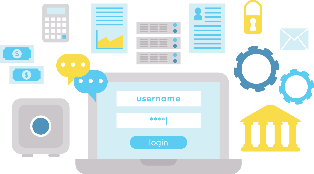 $
$
username
****|
login